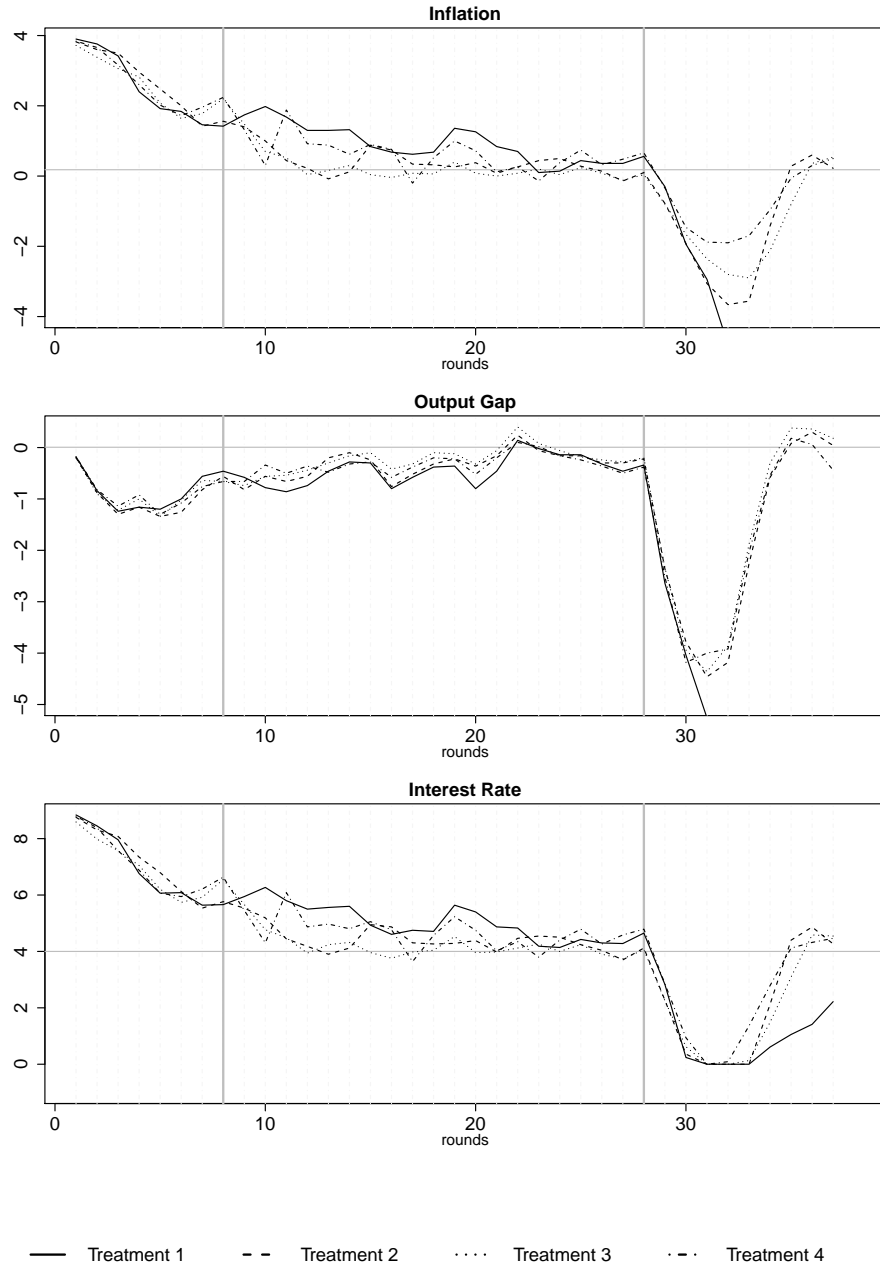 Inflation
4
2
0
−2
−4
0 10 20 30
rounds
Output Gap
0
−1
−2
−3
−4
−5
0 10 20 30
rounds
Interest Rate
8
6
4
2
0
0 10 20 30
rounds
Treatment 1 Treatment 2 Treatment 3 Treatment 4